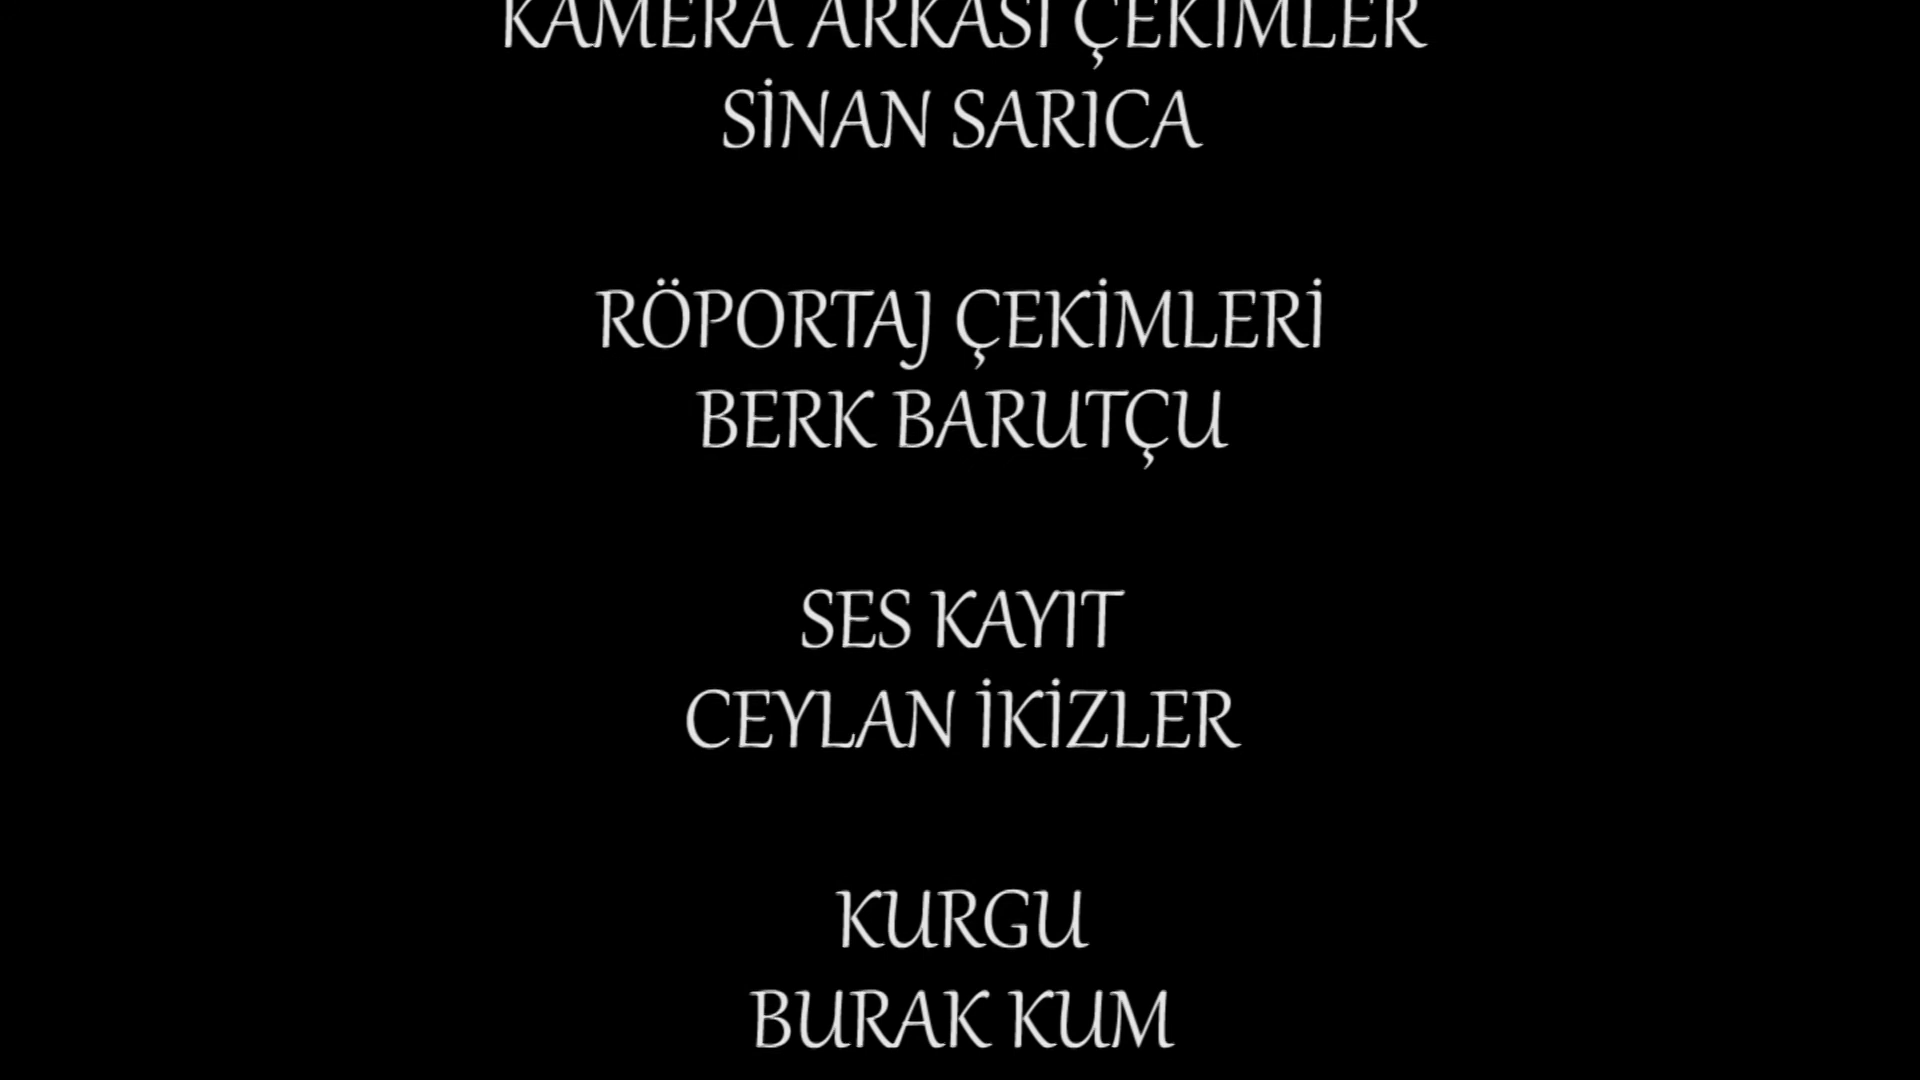 KAMERA ARKASI ÇEKİMLER
SİNAN SARICA
RÖPORTAJ ÇEKİMLERİ
BERK BARUTÇU
SES KAYIT
CEYLAN İKİZLER
KURGU
BURAK KUM